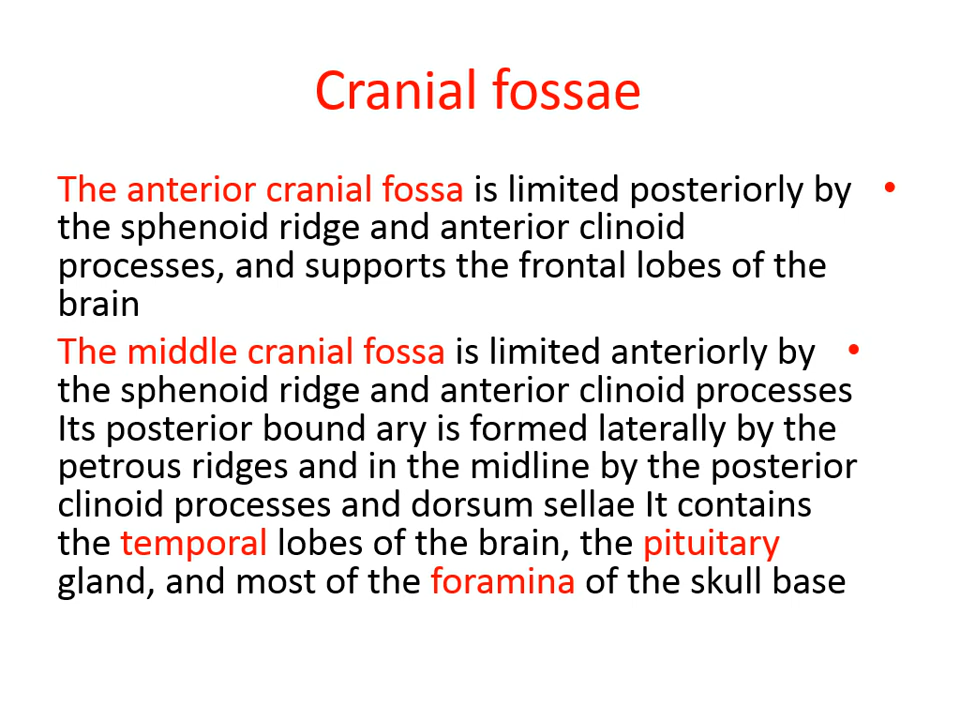 Cranial fossae
The anterior cranial fossa is limited posteriorly by •
the sphenoid ridge and anterior clinoid
processes, and supports the frontal lobes of the
brain
The middle cranial fossa is limited anteriorly by •
the sphenoid ridge and anterior clinoid processes
Its posterior bound ary is formed laterally by the
petrous ridges and in the midline by the posterior
clinoid processes and dorsum sellae It contains
the temporal lobes of the brain, the pituitary
gland, and most of the foramina of the skull base